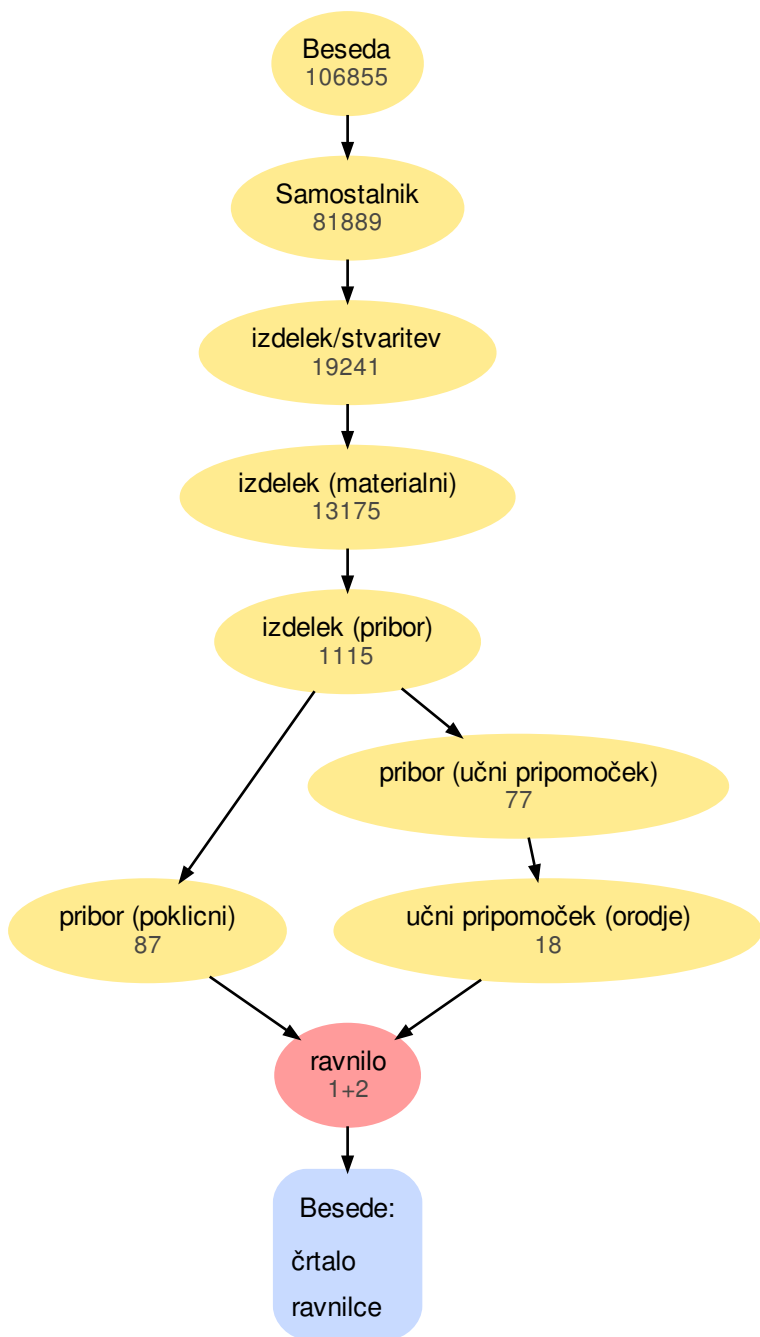 Beseda
106855
Samostalnik
81889
izdelek/stvaritev
19241
izdelek (materialni)
13175
izdelek (pribor)
1115
pribor (učni pripomoček)
77
pribor (poklicni)
87
učni pripomoček (orodje)
18
ravnilo
1+2
Besede:
črtalo
ravnilce